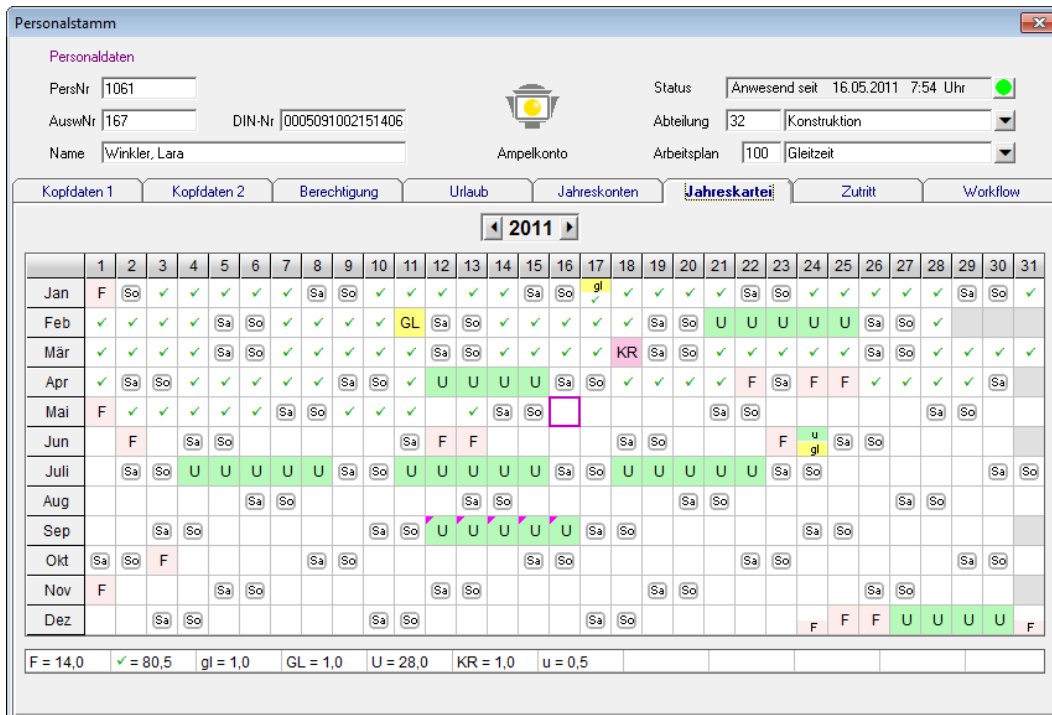 Personalstamm
Personaldaten
PersNr 1061
Status Anwesend seit 16.05.2011 7:54 Uhr
AuswNr 167 DIN-Nr 0005091002151406
Abteilung 32 Konstruktion
Name Winkler, Lara
Ampelkonto
Arbeitsplan 100 Gleitzeit
Kopfdaten 1 Kopfdaten 2 Berechtigung Urlaub Jahreskonten Jahreskartei Zutritt Workflow
2011
1 2 3 4 5 6 7 8 9 10 11 12 13 14 15 16 17 18 19 20 21 22 23 24 25 26 27 28 29 30 31
Jan F So ✓ ✓ ✓ ✓ ✓ Sa So ✓ ✓ ✓ ✓ ✓ Sa So gl ✓ ✓ ✓ ✓ ✓ Sa So ✓ ✓ ✓ ✓ ✓ Sa So ✓
Feb ✓ ✓ ✓ ✓ Sa So ✓ ✓ ✓ ✓ GL Sa So ✓ ✓ ✓ ✓ ✓ Sa So U U U U U Sa So ✓
Mär ✓ ✓ ✓ ✓ Sa So ✓ ✓ ✓ ✓ ✓ Sa So ✓ ✓ ✓ ✓ KR Sa So ✓ ✓ ✓ ✓ ✓ Sa So ✓ ✓ ✓ ✓
Apr ✓ Sa So ✓ ✓ ✓ ✓ ✓ Sa So ✓ U U U U Sa So ✓ ✓ ✓ ✓ F Sa F F ✓ ✓ ✓ ✓ Sa
Mai F ✓ ✓ ✓ ✓ ✓ Sa So ✓ ✓ ✓ ✓ Sa So Sa So Sa So
Jun F Sa So Sa F F Sa So F u gl Sa So
Juli Sa So U U U U U Sa So U U U U U Sa So U U U U U Sa So Sa So
Aug Sa So Sa So Sa So Sa So
Sep Sa So Sa So U U U U U Sa So Sa So
Okt Sa So F Sa So Sa So Sa So Sa So
Nov F Sa So Sa So Sa So Sa So
Dez Sa So Sa So Sa So F F F U U U U F
F = 14,0 ✓ = 80,5 gl = 1,0 GL = 1,0 U = 28,0 KR = 1,0 u = 0,5